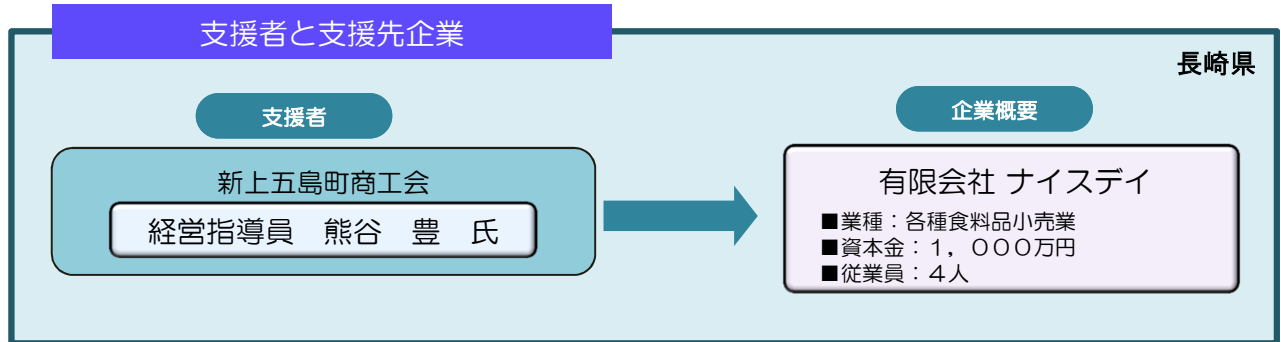 支援者と支援先企業
長崎県
支援者
新上五島町商工会
経営指導員　熊谷　豊　氏
企業概要
有限会社 ナイスデイ
■業種：各種食料品小売業
■資本金：１，０００万円
■従業員：４人